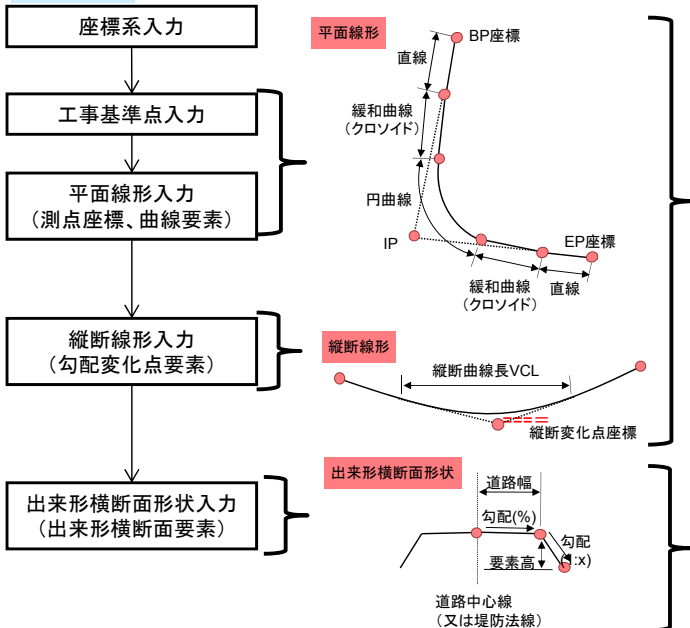 座標系入力
工事基準点入力
平面線形入力
(測点座標、曲線要素)
縦断線形入力
(勾配変化点要素)
出来形横断面形状入力
(出来形横断面要素)
平面線形
BP座標
直線
緩和曲線
(クロソイド)
円曲線
IP
EP座標
緩和曲線
(クロソイド)
直線
縦断線形
縦断曲線長VCL
縦断変化点座標
出来形横断面形状
道路幅
勾配(%)
勾配
:x)
要素高
道路中心線
(又は堤防法線)